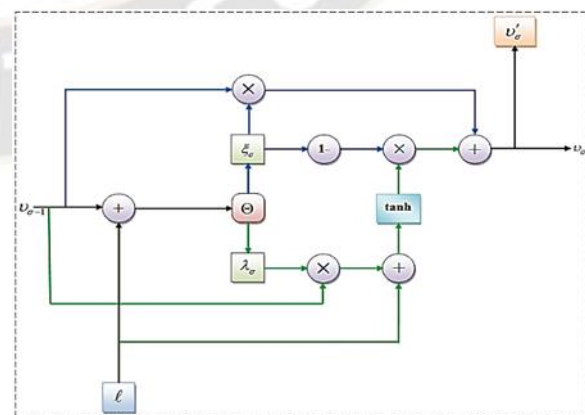 υ′σ
×
ξσ
1-
×
+
υσ
υσ-1
+
Θ
tanh
λσ
×
+
ℓ